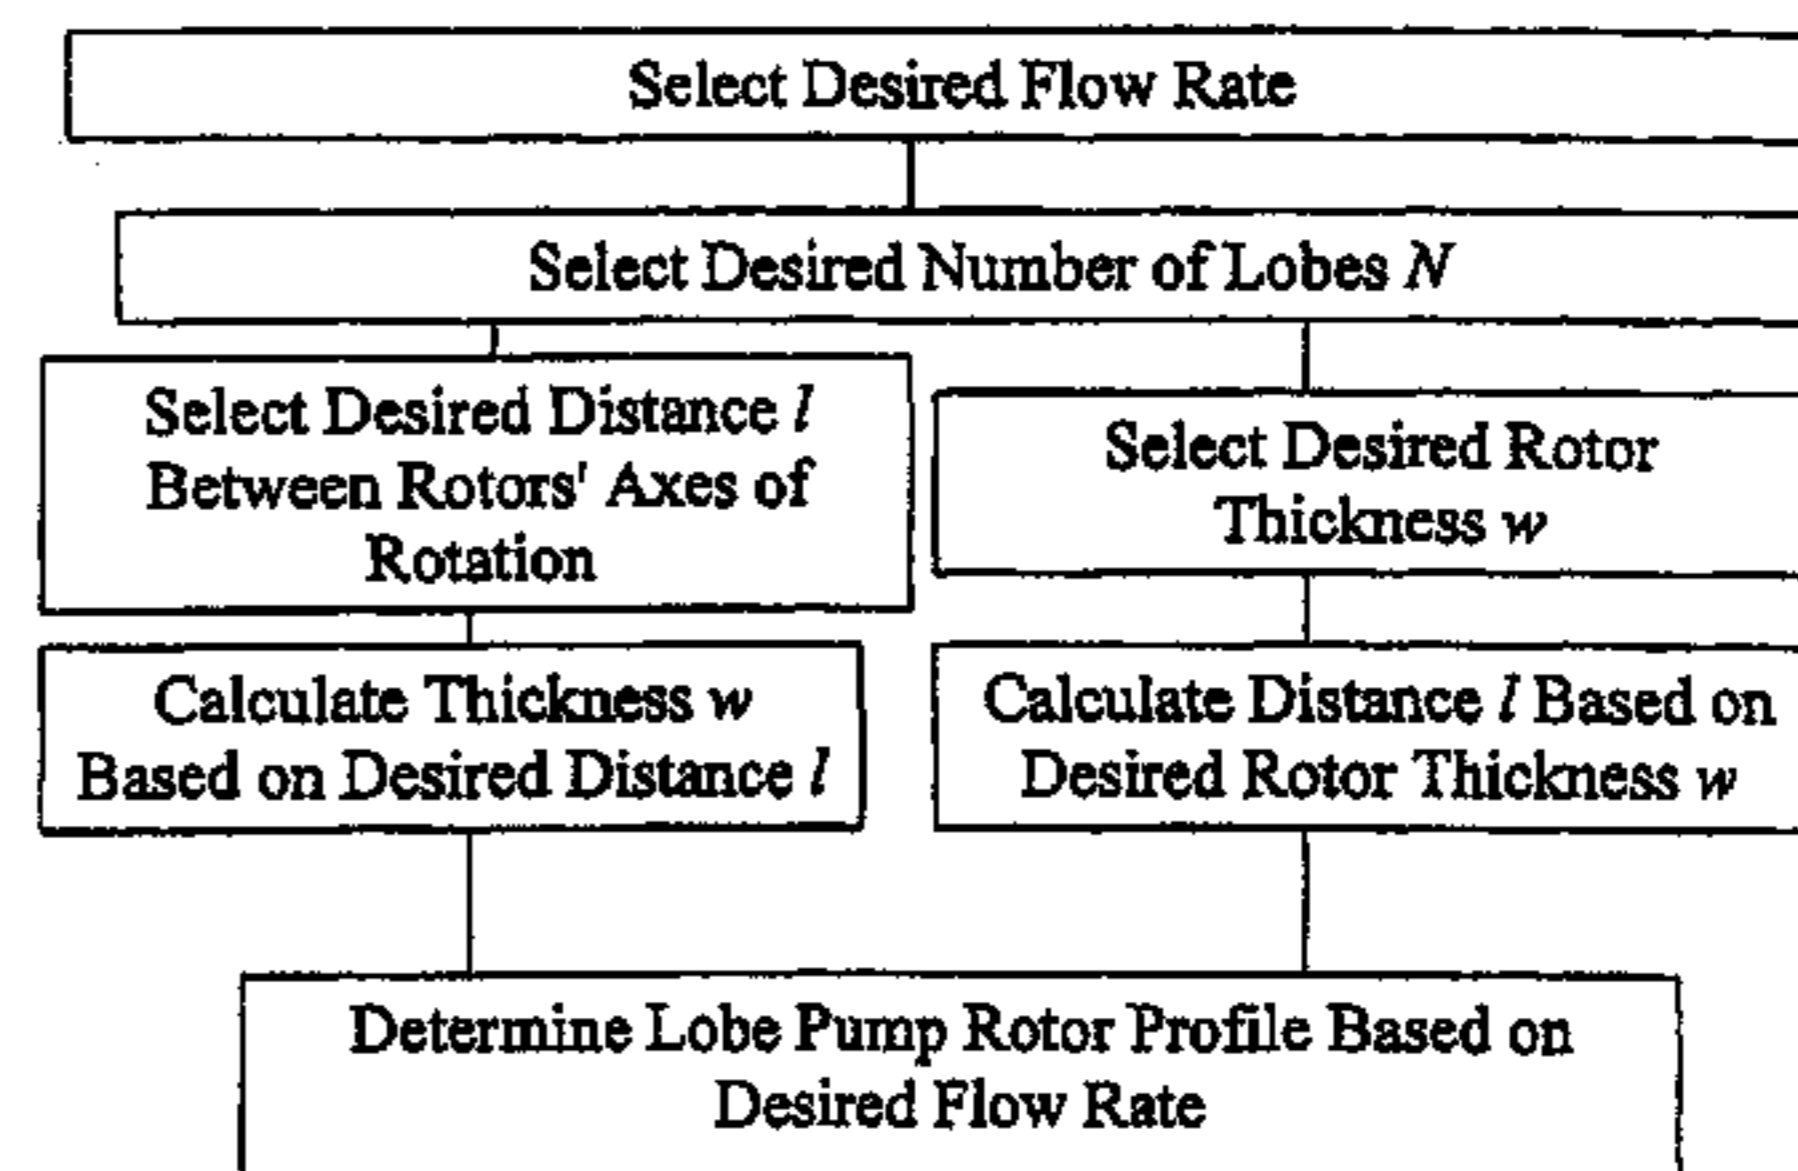 Select Desired Flow Rate
Select Desired Number of Lobes N
Select Desired Distance l
Between Rotors' Axes of
Rotation
Select Desired Rotor
Thickness w
Calculate Thickness w
Based on Desired Distance l
Calculate Distance l Based on
Desired Rotor Thickness w
Determine Lobe Pump Rotor Profile Based on
Desired Flow Rate